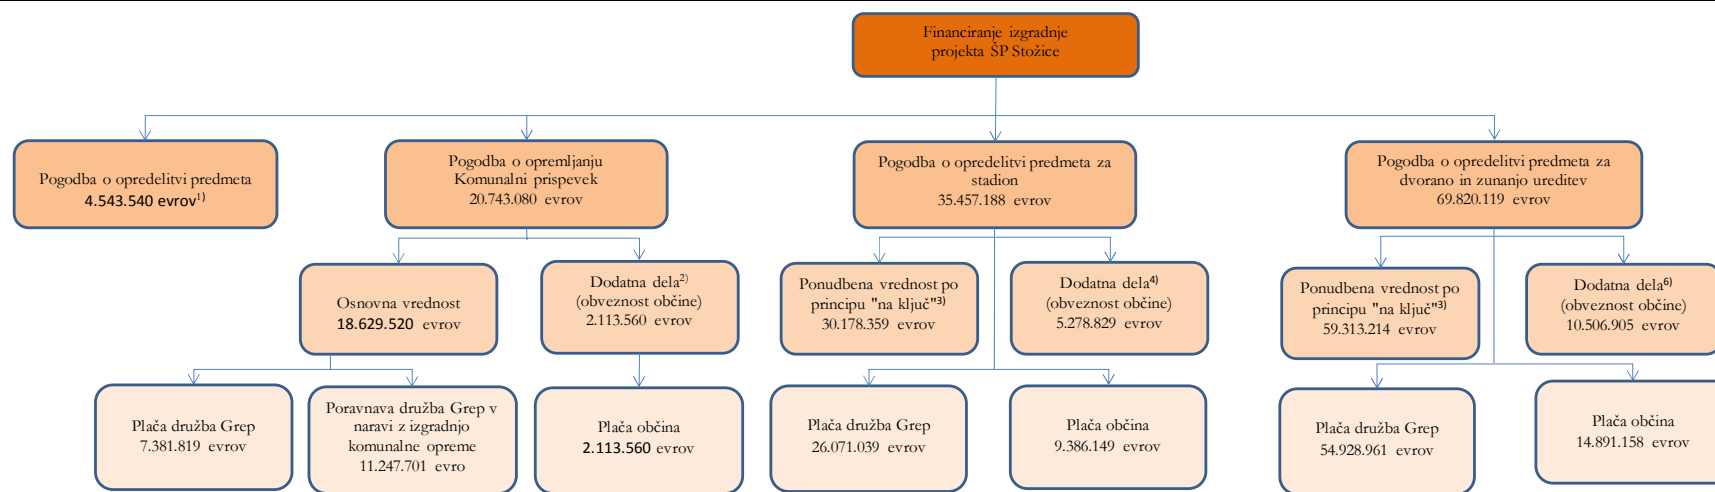 Financiranje izgradnje
projekta ŠP Stožice
Pogodba o opredelitvi predmeta
4.543.540 evrov1)
Pogodba o opremljanju
Komunalni prispevek
20.743.080 evrov
Pogodba o opredelitvi predmeta za
stadion
35.457.188 evrov
Pogodba o opredelitvi predmeta za
dvorano in zunanjo ureditev
69.820.119 evrov
Osnovna vrednost
18.629.520 evrov
Dodatna dela2)
(obveznost občine)
2.113.560 evrov
Ponudbena vrednost po
principu "na ključ"3)
30.178.359 evrov
Dodatna dela4)
(obveznost občine)
5.278.829 evrov
Ponudbena vrednost po
principu "na ključ"3)
59.313.214 evrov
Dodatna dela6)
(obveznost občine)
10.506.905 evrov
Plača družba Grep
7.381.819 evrov
Poravnava družba Grep v
naravi z izgradnjo
komunalne opreme
11.247.701 evro
Plača občina
2.113.560 evrov
Plača družba Grep
26.071.039 evrov
Plača občina
9.386.149 evrov
Plača družba Grep
54.928.961 evrov
Plača občina
14.891.158 evrov